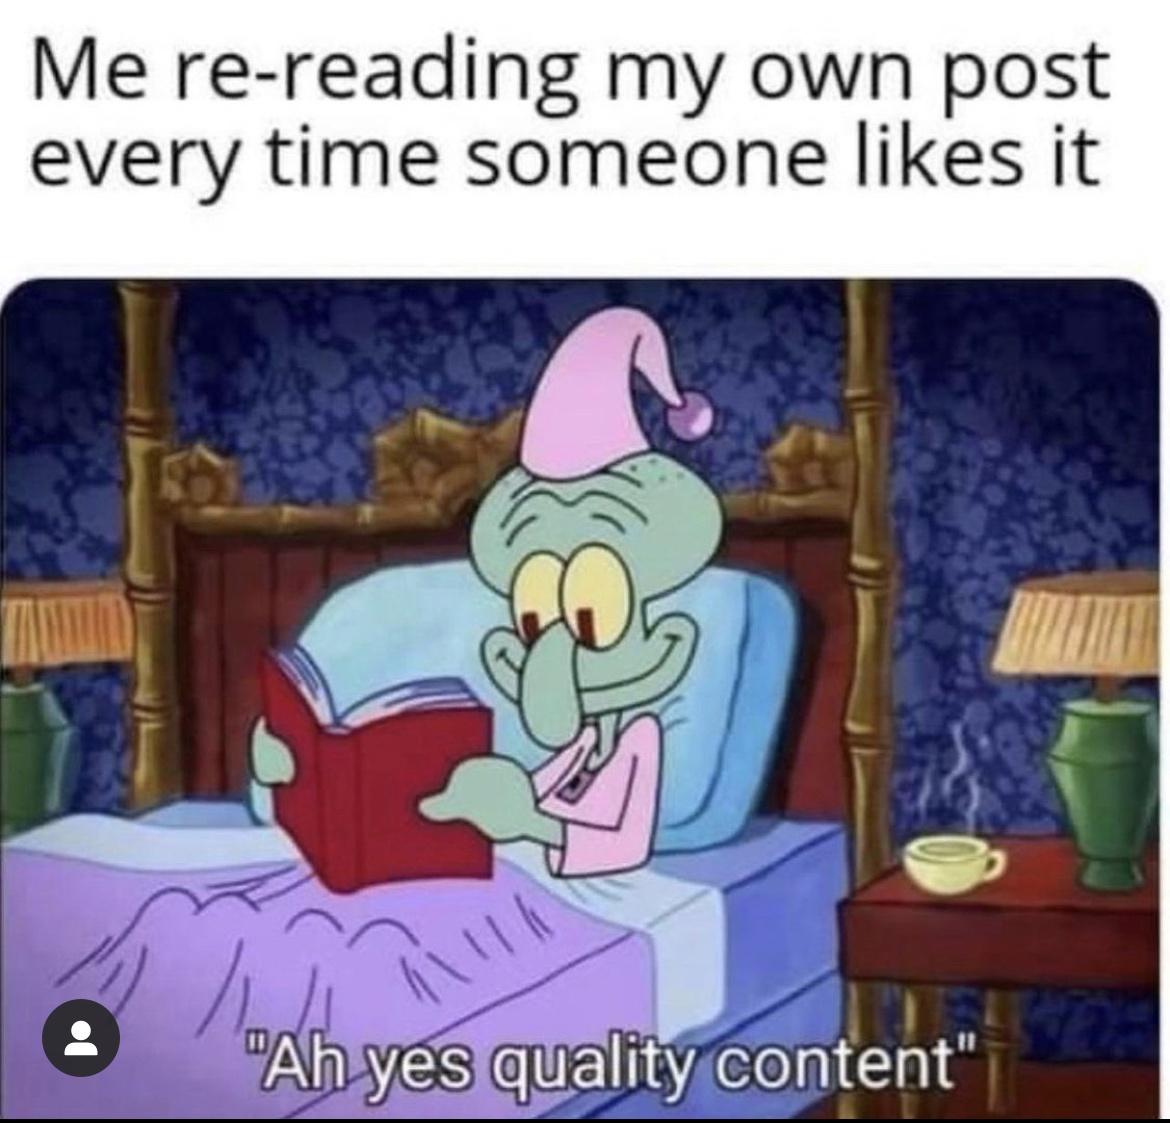 Me re-reading my own post
every time someone likes it
"Ah yes quality content"